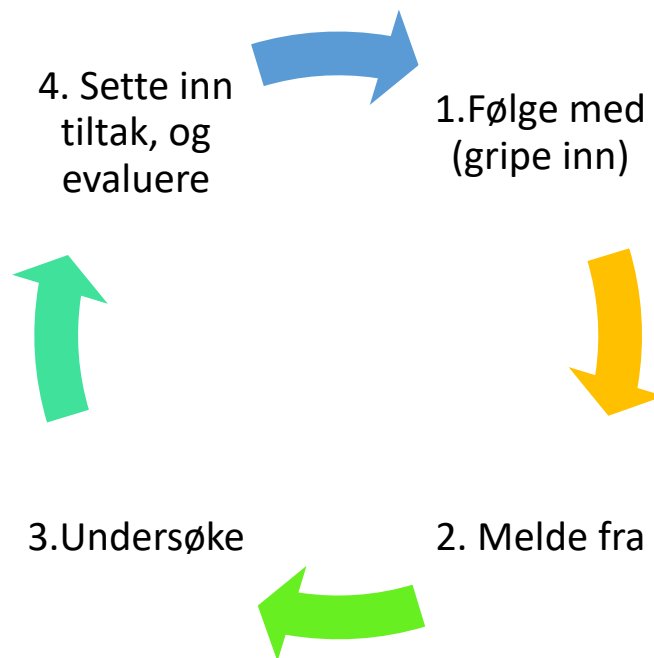 4. Sette inn
tiltak, og
evaluere
1.Følge med
(gripe inn)
3.Undersøke
2. Melde fra